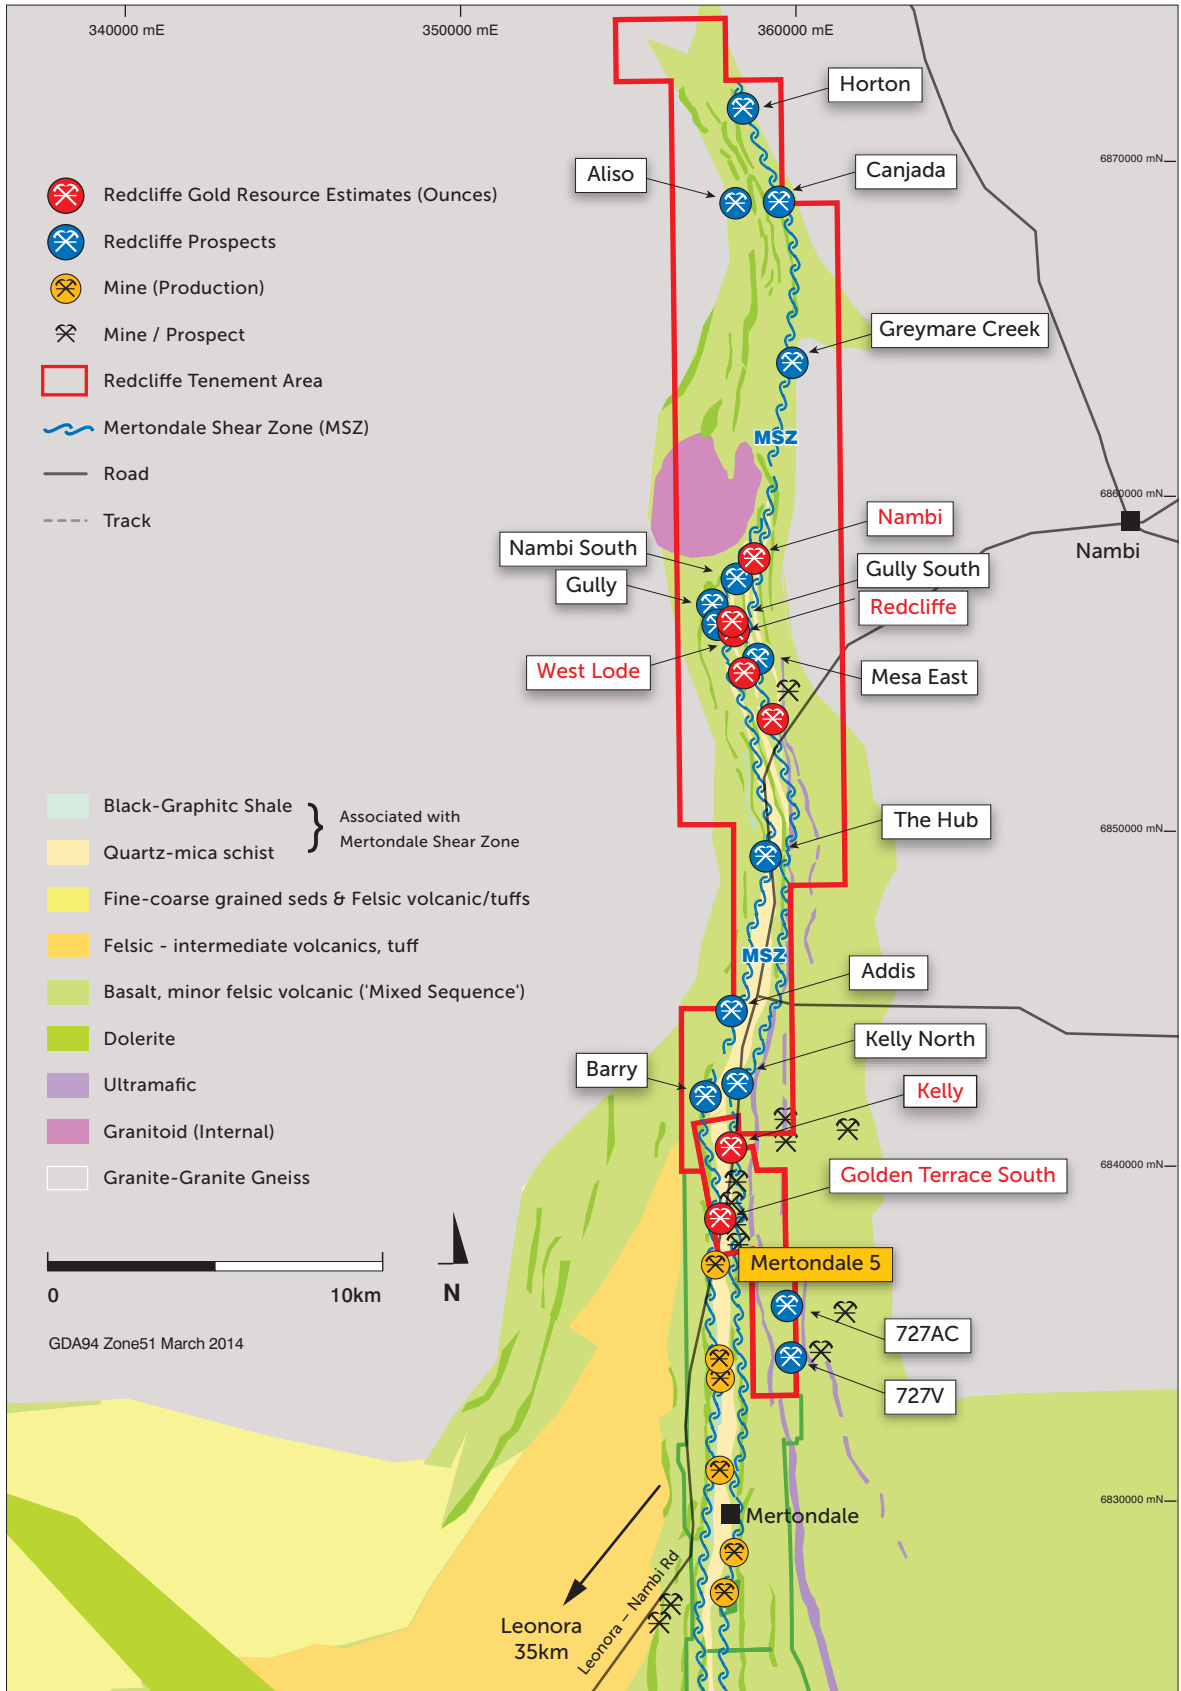 340000 mE
350000 mE
360000 mE
Horton
6870000 mN
Aliso
Canjada
Redcliffe Gold Resource Estimates (Ounces)
Redcliffe Prospects
Mine (Production)
Mine / Prospect
Redcliffe Tenement Area
Mertondale Shear Zone (MSZ)
Road
Track
Greymare Creek
MSZ
6860000 mN
Nambi
Nambi
Nambi South
Gully South
Gully
Redcliffe
West Lode
Mesa East
Black-Graphitc Shale
Quartz-mica schist
Associated with
Mertondale Shear Zone
Fine-coarse grained seds & Felsic volcanic/tuffs
Felsic - intermediate volcanics, tuff
Basalt, minor felsic volcanic ('Mixed Sequence')
Dolerite
Ultramafic
Granitoid (Internal)
Granite-Granite Gneiss
The Hub
6850000 mN
MSZ
Addis
Kelly North
Barry
Kelly
6840000 mN
Golden Terrace South
Mertondale 5
0
10km
N
GDA94 Zone51 March 2014
727AC
727V
6830000 mN
Mertondale
Leonora – Nambi Rd
Leonora
35km